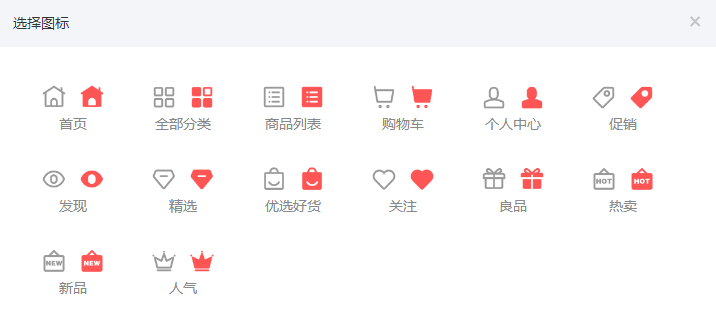 选择图标 ×
首页 全部分类 商品列表 购物车 个人中心 促销
HOT HOT
发现 精选 优选好货 关注 良品 热卖
NEW NEW
新品 人气